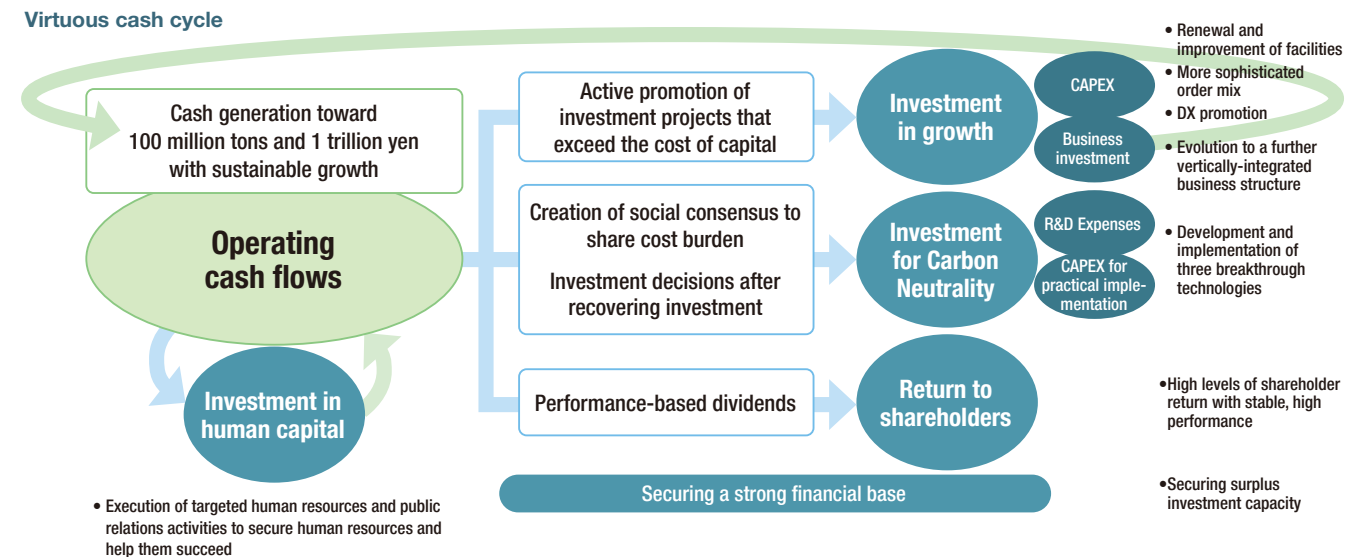 Virtuous cash cycle
Cash generation toward
100 million tons and 1 trillion yen
with sustainable growth
Operating
cash flows
Investment in
human capital
• Execution of targeted human resources and public
relations activities to secure human resources and
help them succeed
Active promotion of
investment projects that
exceed the cost of capital
Investment
in growth
CAPEX
Business
investment
• Renewal and
improvement of facilities
• More sophisticated
order mix
• DX promotion
• Evolution to a further
vertically-integrated
business structure
Creation of social consensus to
share cost burden
Investment decisions after
recovering investment
Investment
for Carbon
Neutrality
R&D Expenses
CAPEX for
practical imple-
mentation
• Development and
implementation of
three breakthrough
technologies
Performance-based dividends
Return to
shareholders
•High levels of shareholder
return with stable, high
performance
Securing a strong financial base
•Securing surplus
investment capacity